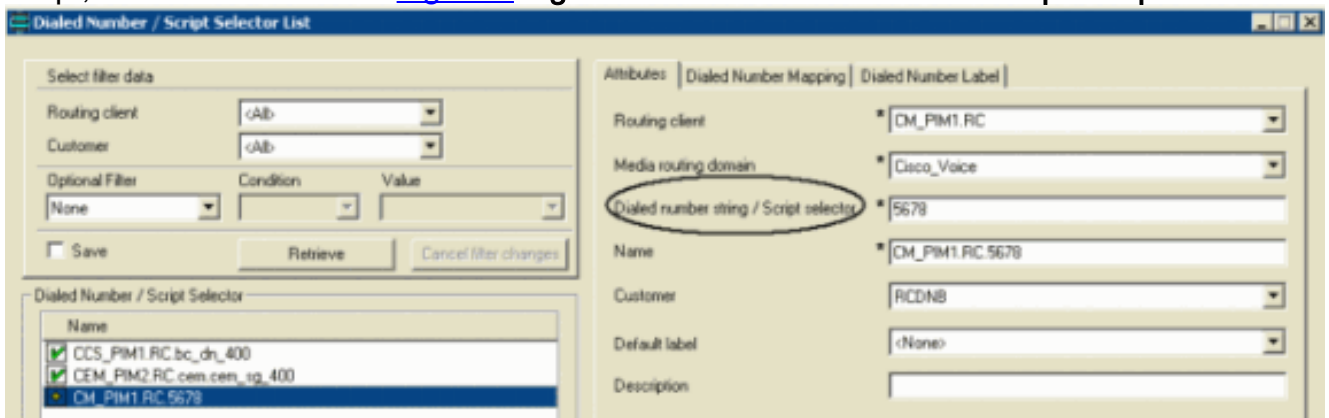 Dialed Number / Script Selector List
Select filter data
Routing client <All>
Customer <All>
Optional Filter Condition Value
None
Save Retrieve Cancel filter changes
Dialed Number / Script Selector
Name
CCS_PIM1.RC.bc_dn_400
CEM_PIM2.RC.cem.cem_sg_400
CM_PIM1.RC.5678
Attributes Dialed Number Mapping Dialed Number Label
Routing client * CM_PIM1.RC
Media routing domain * Cisco_Voice
Dialed number string / Script selector * 5678
Name * CM_PIM1.RC.5678
Customer RCDNB
Default label <None>
Description